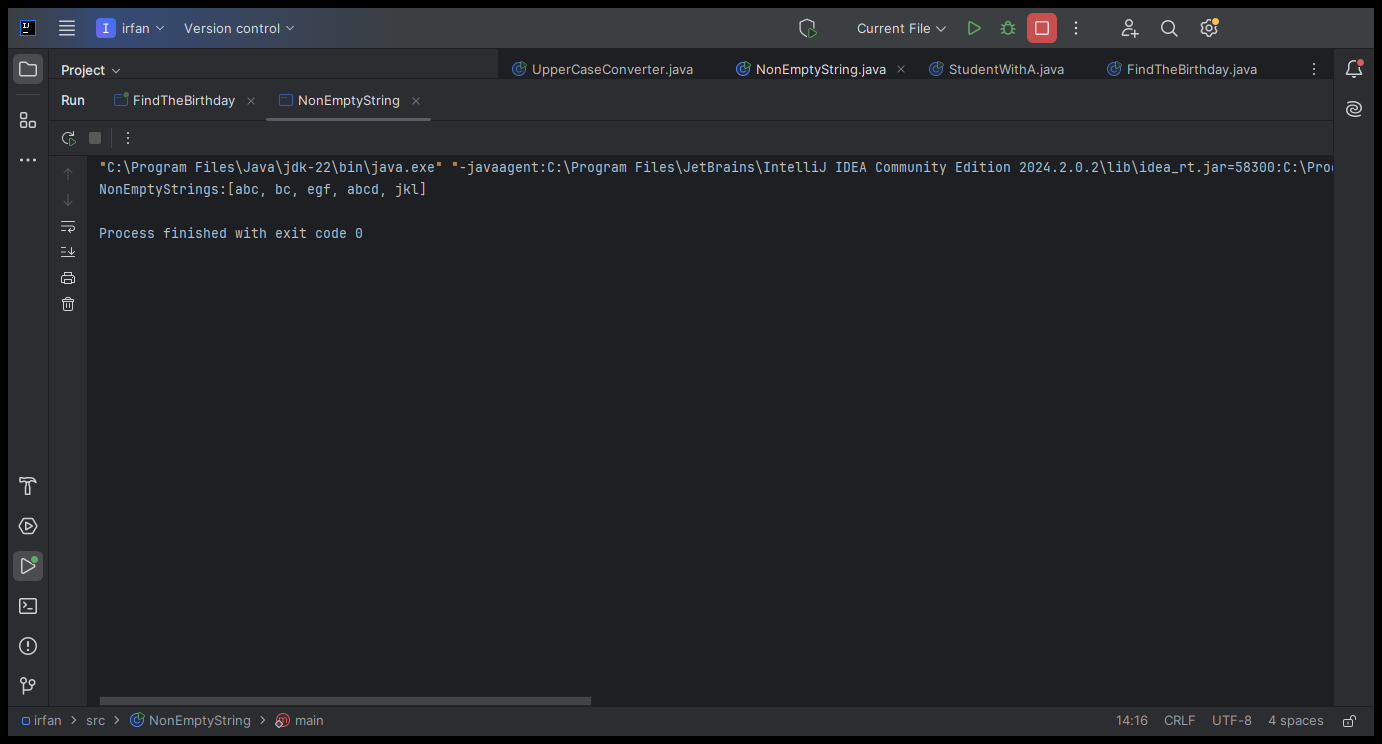 I irfan Version control Current File
Project UpperCaseConverter.java NonEmptyString.java StudentWithA.java FindTheBirthday.java
Run FindTheBirthday NonEmptyString
"C:\Program Files\Java\jdk-22\bin\java.exe" "-javaagent:C:\Program Files\JetBrains\IntelliJ IDEA Community Edition 2024.2.0.2\lib\idea_rt.jar=58300:C:\Pro
NonEmptyStrings:[abc, bc, egf, abcd, jkl]
Process finished with exit code 0
irfan src NonEmptyString main 14:16 CRLF UTF-8 4 spaces